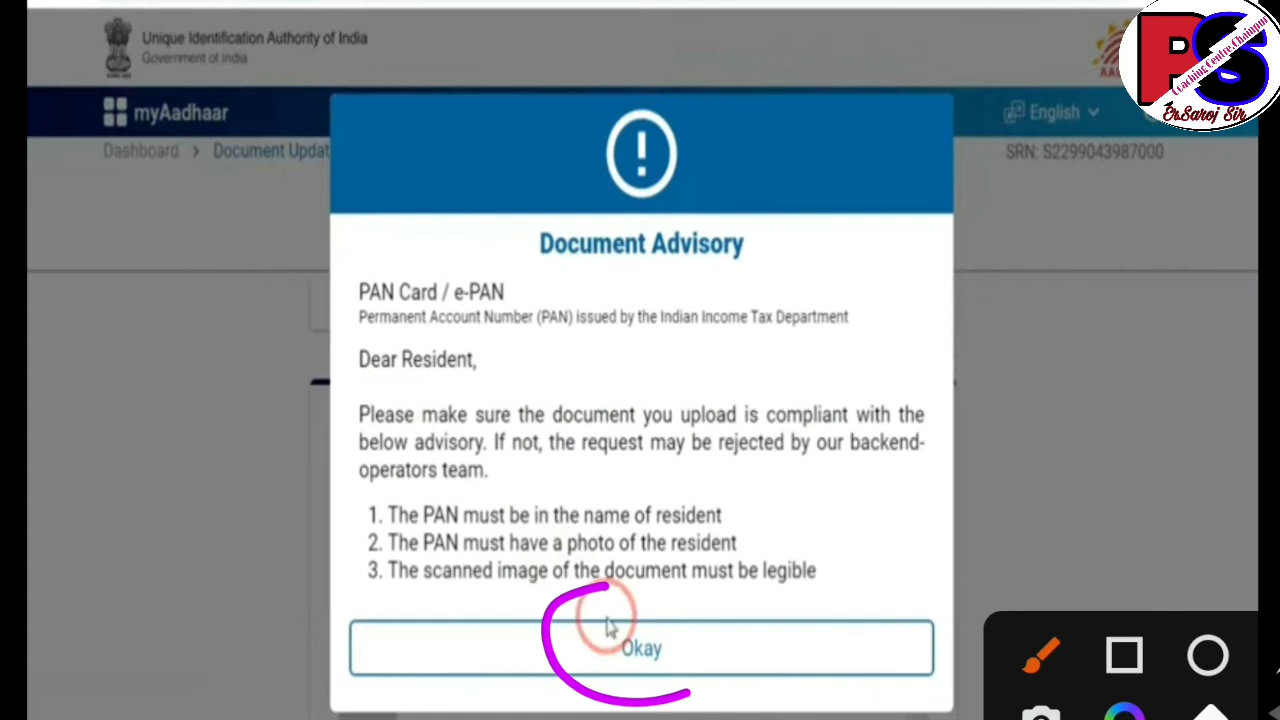 Unique Identification Authority of India
Government of India
PS
Coaching Centre, Chainpur
Er.Saroj Sir
myAadhaar
English
Dashboard > Document Updat
SRN: S2299043987000
Document Advisory
PAN Card / e-PAN
Permanent Account Number (PAN) issued by the Indian Income Tax Department
Dear Resident,
Please make sure the document you upload is compliant with the
below advisory. If not, the request may be rejected by our backend-
operators team.
1. The PAN must be in the name of resident
2. The PAN must have a photo of the resident
3. The scanned image of the document must be legible
Okay